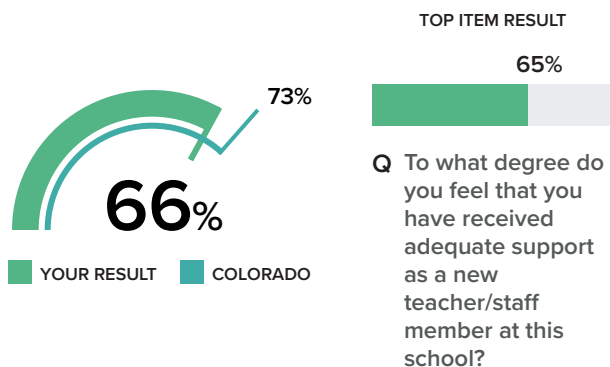 73%
66%
YOUR RESULT
COLORADO
TOP ITEM RESULT
65%
Q To what degree do
you feel that you
have received
adequate support
as a new
teacher/staff
member at this
school?